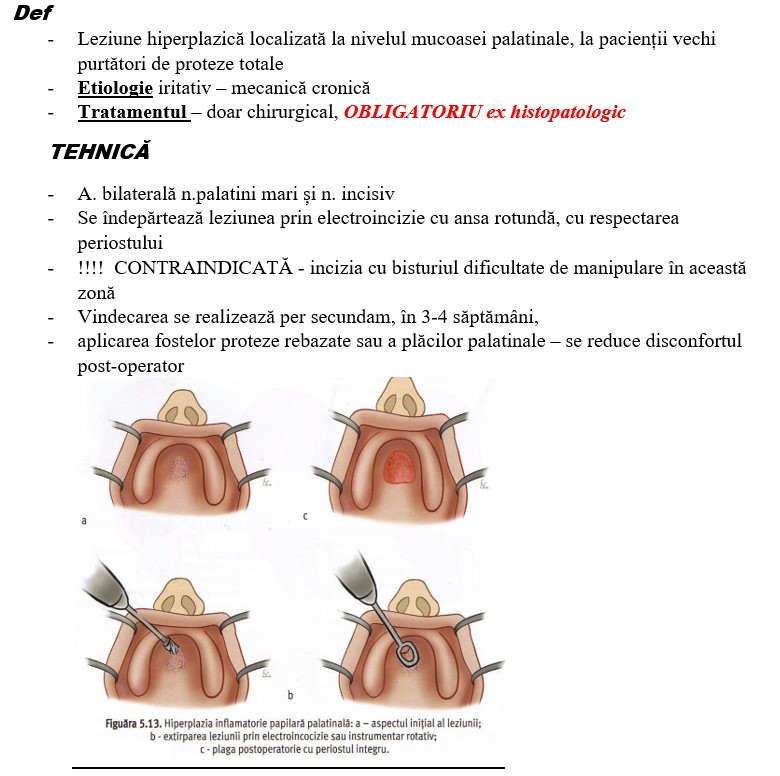 Def
- Leziune hiperplazică localizată la nivelul mucoasei palatinale, la pacienții vechi
purtători de proteze totale
- Etiologie iritativ – mecanică cronică
- Tratamentul – doar chirurgical, OBLIGATORIU ex histopatologic
TEHNICĂ
- A. bilaterală n.palatini mari și n. incisiv
- Se îndepărtează leziunea prin electroincizie cu ansa rotundă, cu respectarea
periostului
- !!!! CONTRAINDICATĂ - incizia cu bisturiul dificultate de manipulare în această
zonă
- Vindecarea se realizează per secundam, în 3-4 săptămâni,
- aplicarea fostelor proteze rebazate sau a plăcilor palatinale – se reduce disconfortul
post-operator
a
c
b
Figuăra 5.13. Hiperplazia inflamatorie papilară palatinală: a – aspectul inițial al leziunii;
b - extirparea leziunii prin electroincocizie sau instrumentar rotativ;
c - plaga postoperatorie cu periostul integru.